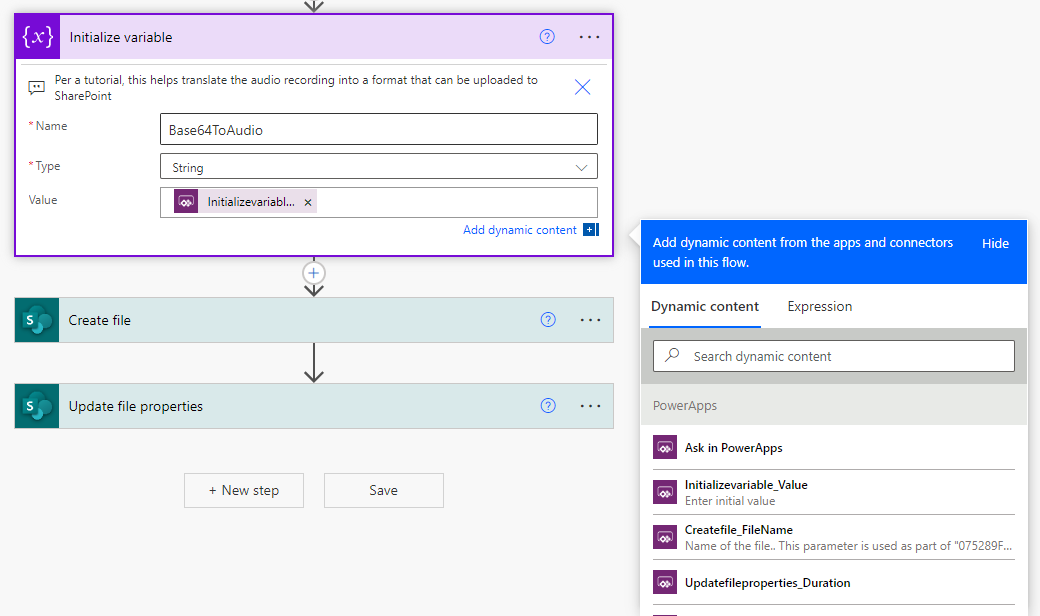 {x} Initialize variable
Per a tutorial, this helps translate the audio recording into a format that can be uploaded to
SharePoint
* Name Base64ToAudio
* Type String
Value Initializevariabl... ×
Add dynamic content
S Create file
S Update file properties
+ New step Save
Add dynamic content from the apps and connectors
used in this flow. Hide
Dynamic content Expression
Search dynamic content
PowerApps
Ask in PowerApps
Initializevariable_Value
Enter initial value
Createfile_FileName
Name of the file.. This parameter is used as part of "075289F...
Updatefileproperties_Duration